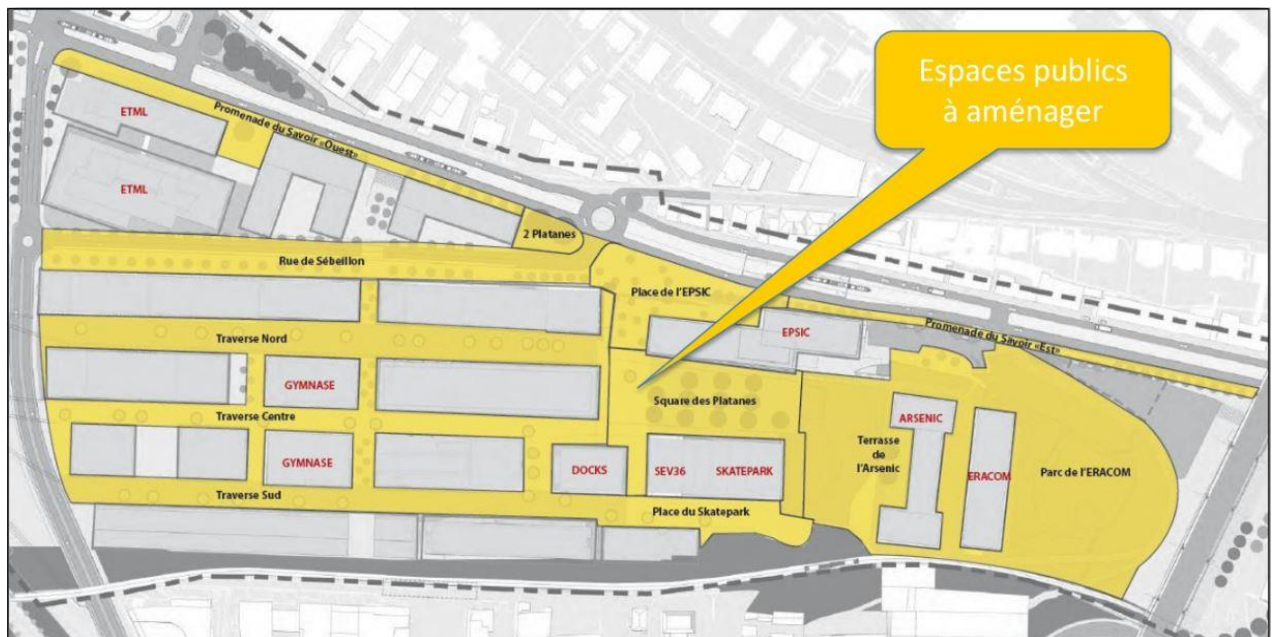 Espaces publics
à aménager
ETML
Promenade du Savoir «Ouest»
ETML
2 Platanes
Rue de Sébeillon
Place de l'EPSIC
EPSIC
Promenade du Savoir «Est»
Traverse Nord
GYMNASE
Square des Platanes
Traverse Centre
ARSENIC
Terrasse
de
l'Arsenic
GYMNASE
DOCKS
SEV36
SKATEPARK
ERACOM
Parc de l'ERACOM
Traverse Sud
Place du Skatepark